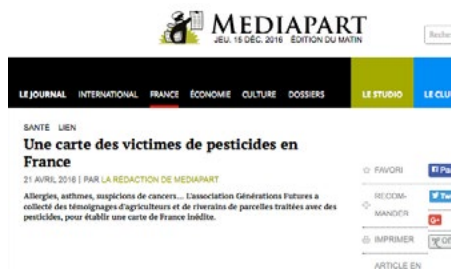 MEDIAPART
JEU. 15 DÉC. 2016 ÉDITION DU MATIN
Reche
LE JOURNAL INTERNATIONAL FRANCE ÉCONOMIE CULTURE DOSSIERS LE STUDIO LE CLU
SANTÉ LIEN
Une carte des victimes de pesticides en
France
21 AVRIL 2016 | PAR LA RÉDACTION DE MEDIAPART
Allergies, asthmes, suspicions de cancers... L'association Générations Futures a
collecté des témoignages d'agriculteurs et de riverains de parcelles traitées avec des
pesticides, pour établir une carte de France inédite.
FAVORI
Pa
RECOM-
MANDER
Tw
G+
IMPRIMER
ARTICLE EN